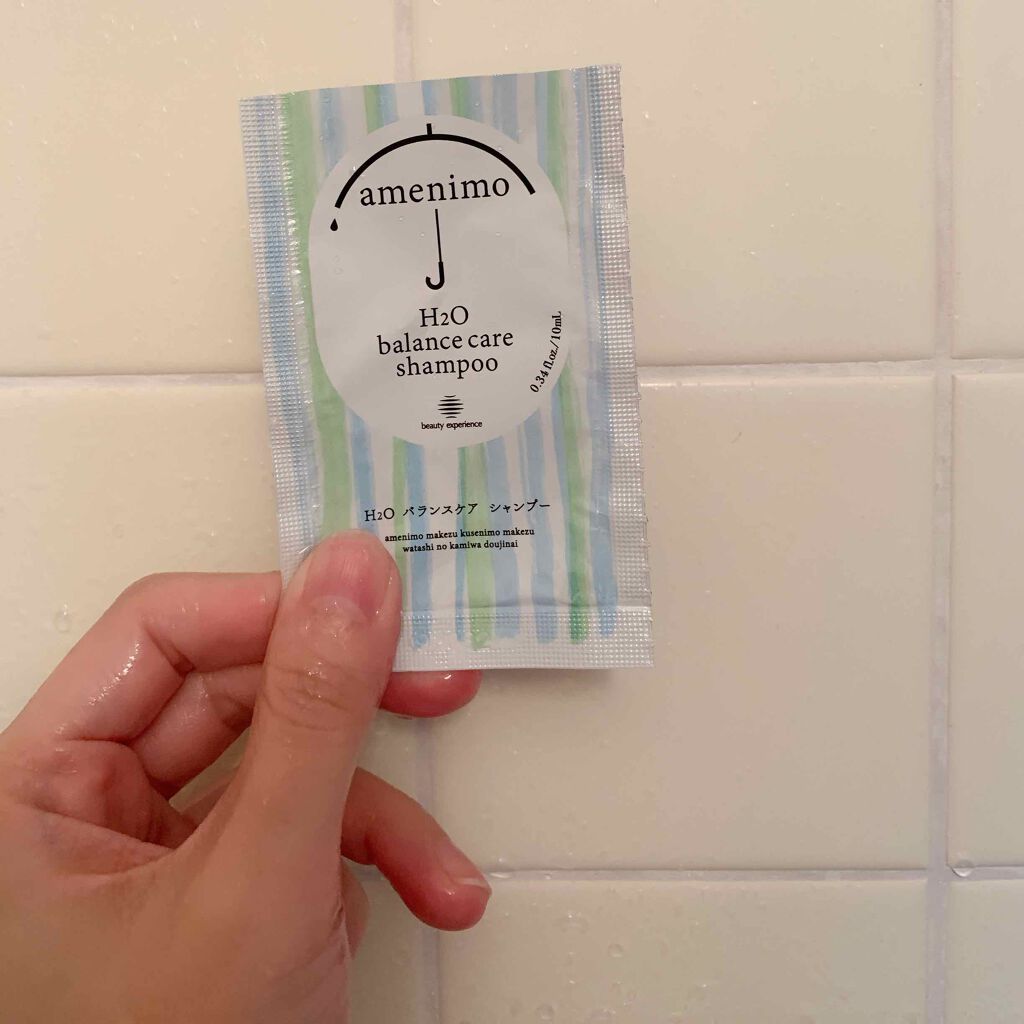 amenimo
H2O
balance care
shampoo
0.34 fl.oz./10mL
beauty experience
H2O バランスケア シャンプー
amenimo makezu kusenimo makezu
watashi no kamiwa doujinai